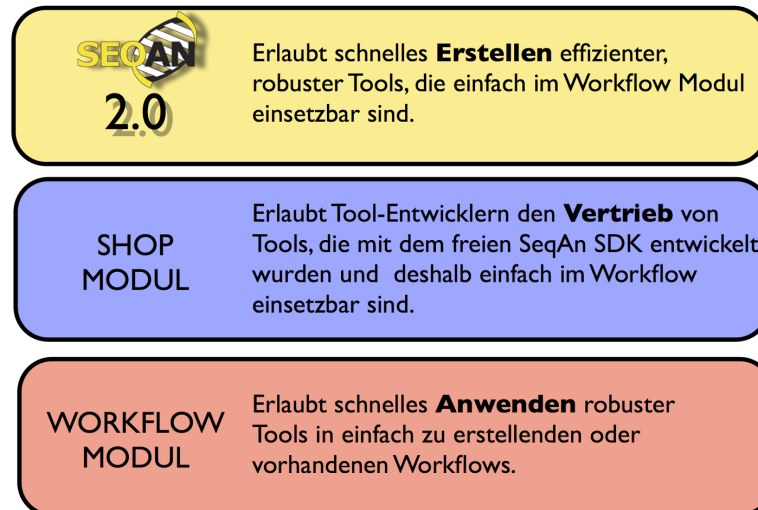 SEQAN
2.0
Erlaubt schnelles Erstellen effizienter,
robuster Tools, die einfach im Workflow Modul
einsetzbar sind.
SHOP
MODUL
Erlaubt Tool-Entwicklern den Vertrieb von
Tools, die mit dem freien SeqAn SDK entwickelt
wurden und deshalb einfach im Workflow
einsetzbar sind.
WORKFLOW
MODUL
Erlaubt schnelles Anwenden robuster
Tools in einfach zu erstellenden oder
vorhandenen Workflows.